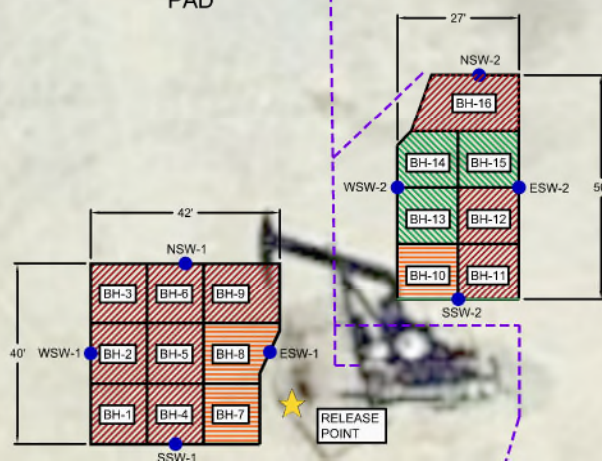 PAD
27'
NSW-2
BH-16
BH-14
BH-15
WSW-2
ESW-2
BH-13
BH-12
BH-10
BH-11
SSW-2
42'
NSW-1
BH-3
BH-6
BH-9
40'
WSW-1
BH-2
BH-5
BH-8
ESW-1
BH-1
BH-4
BH-7
RELEASE
POINT
SSW-1